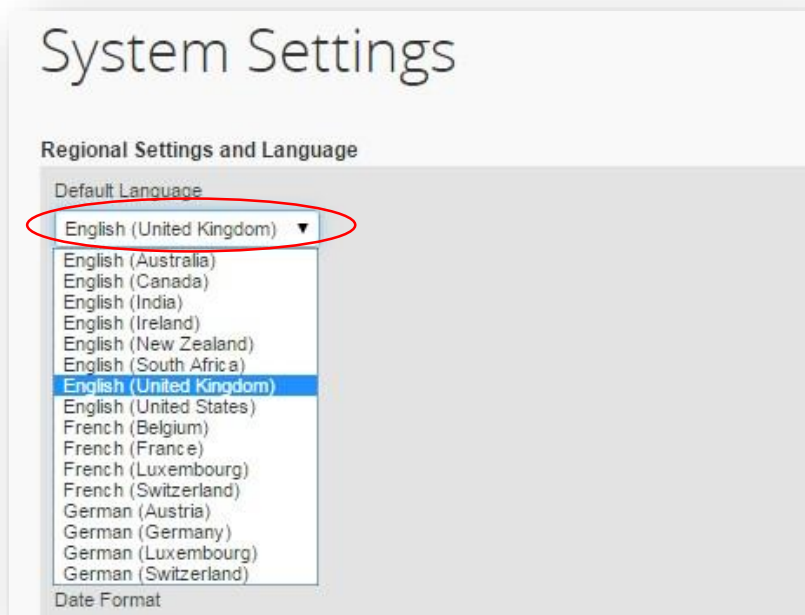 System Settings
Regional Settings and Language
Default Language
English (United Kingdom)
English (Australia)
English (Canada)
English (India)
English (Ireland)
English (New Zealand)
English (South Africa)
English (United Kingdom)
English (United States)
French (Belgium)
French (France)
French (Luxembourg)
French (Switzerland)
German (Austria)
German (Germany)
German (Luxembourg)
German (Switzerland)
Date Format